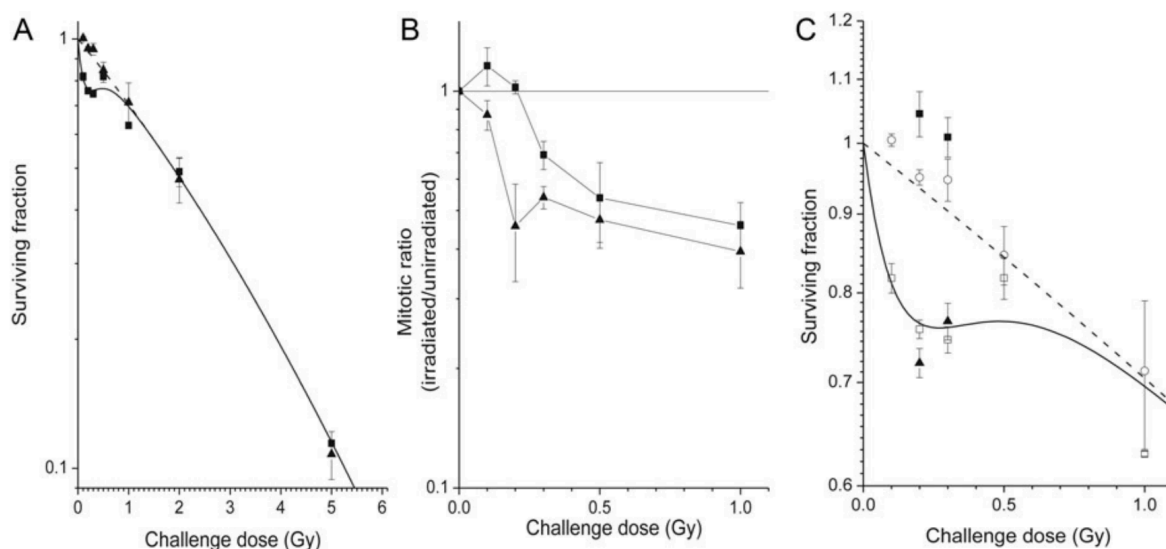 A
1
0.1
Surviving fraction
0 1 2 3 4 5 6
Challenge dose (Gy)
B
1
0.1
Mitotic ratio
(irradiated/unirradiated)
0.0 0.5 1.0
Challenge dose (Gy)
C
1.2
1.1
1
0.9
0.8
0.7
0.6
Surviving fraction
0.0 0.5 1.0
Challenge dose (Gy)